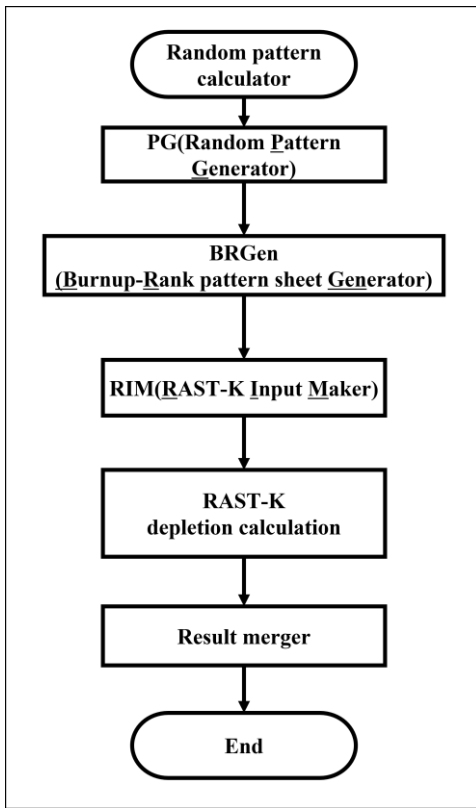 Random pattern
calculator
PG(Random Pattern
Generator)
BRGen
(Burnup-Rank pattern sheet Generator)
RIM(RAST-K Input Maker)
RAST-K
depletion calculation
Result merger
End